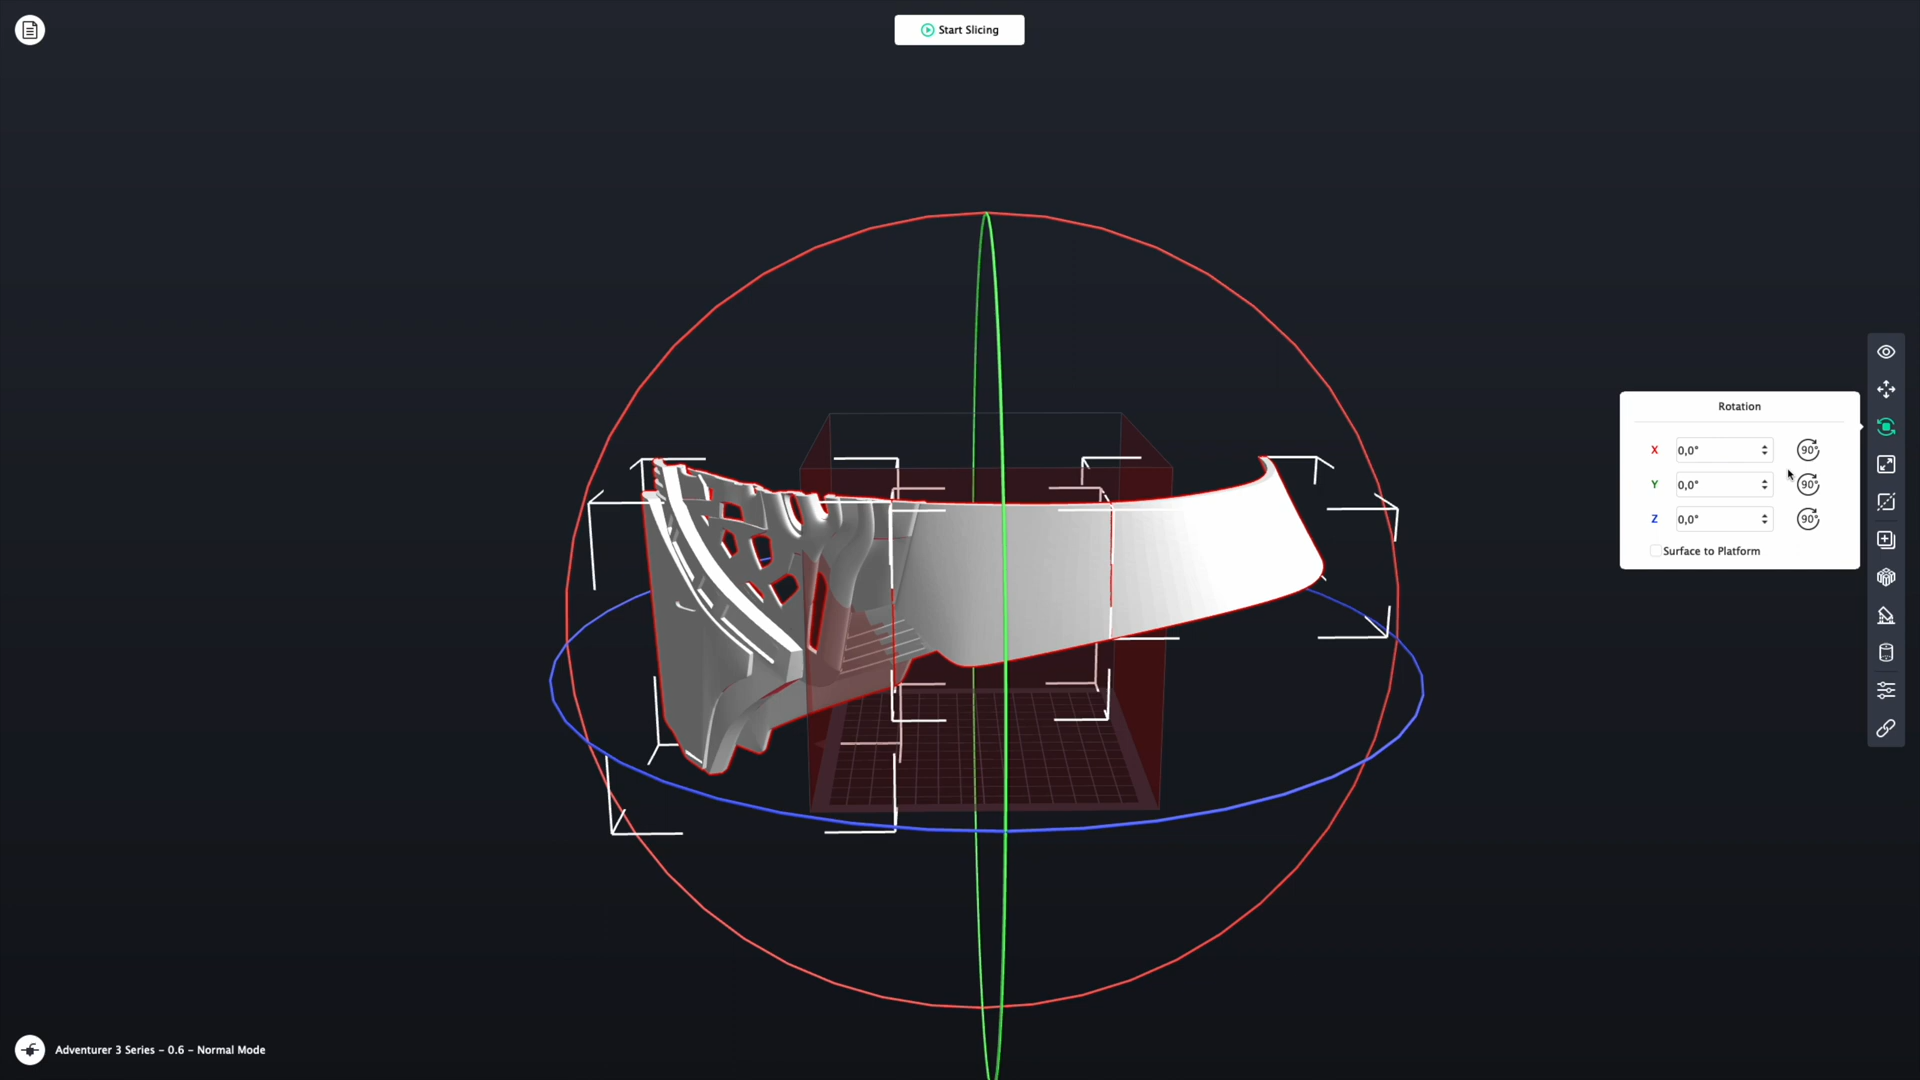 Start Slicing
Rotation
X 0,0° 90°
Y 0,0° 90°
Z 0,0° 90°
Surface to Platform
Adventurer 3 Series – 0.6 – Normal Mode